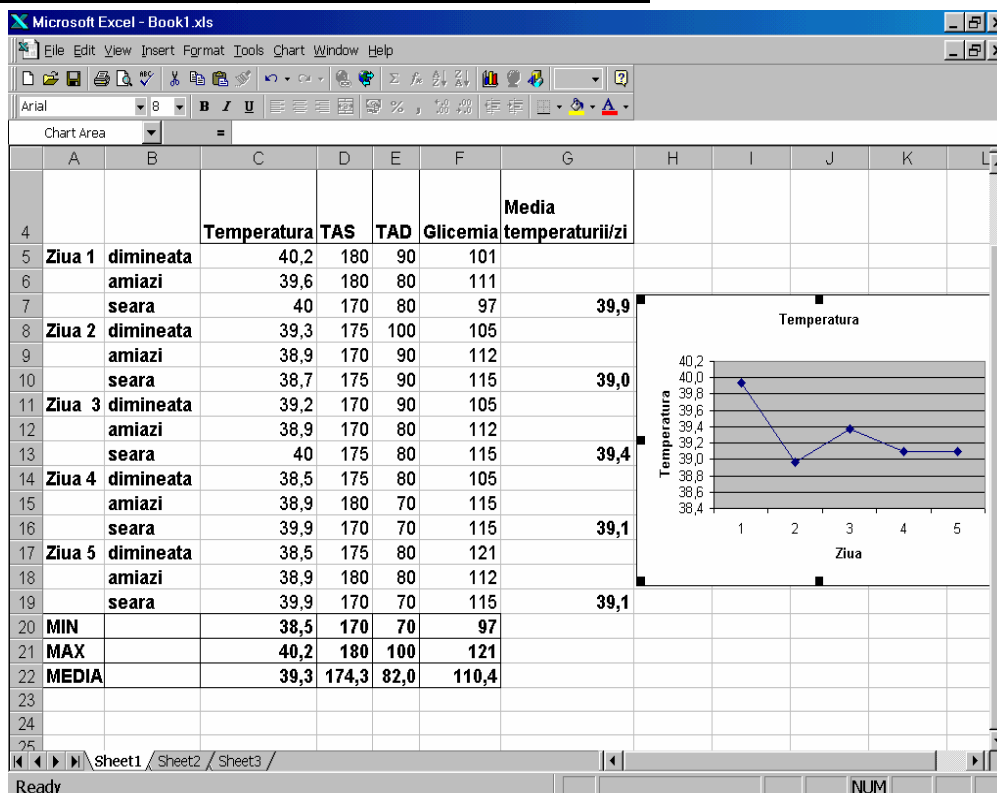 Microsoft Excel - Book1.xls
File Edit View Insert Format Tools Chart Window Help
Arial 8 B I U
Chart Area =
A B C D E F G H I J K L
4 Temperatura TAS TAD Glicemia Media temperaturii/zi
5 Ziua 1 dimineata 40,2 180 90 101
6 amiazi 39,6 180 80 111
7 seara 40 170 80 97 39,9
8 Ziua 2 dimineata 39,3 175 100 105
9 amiazi 38,9 170 90 112
10 seara 38,7 175 90 115 39,0
11 Ziua 3 dimineata 39,2 170 90 105
12 amiazi 38,9 170 80 112
13 seara 40 175 80 115 39,4
14 Ziua 4 dimineata 38,5 175 80 115
15 amiazi 38,9 180 70 115
16 seara 39,9 170 70 115 39,1
17 Ziua 5 dimineata 38,5 175 80 121
18 amiazi 38,9 180 80 112
19 seara 39,9 170 70 115 39,1
20 MIN 38,5 170 70 97
21 MAX 40,2 180 100 121
22 MEDIA 39,3 174,3 82,0 110,4
23
24
25
Temperatura
Temperatura
40,2
40,0
39,8
39,6
39,4
39,2
39,0
38,8
38,6
38,4
1 2 3 4 5
Ziua
Sheet1 Sheet2 Sheet3
Ready NUM